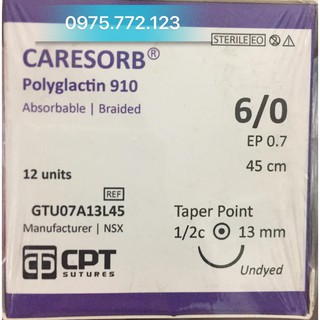 0975.772.123
STERILE EO
CARESORB®
Polyglactin 910
Absorbable | Braided
6/0
EP 0.7
45 cm
12 units
REF
GTU07A13L45
Manufacturer | NSX
Taper Point
1/2c 13 mm
CPT
SUTURES
Undyed